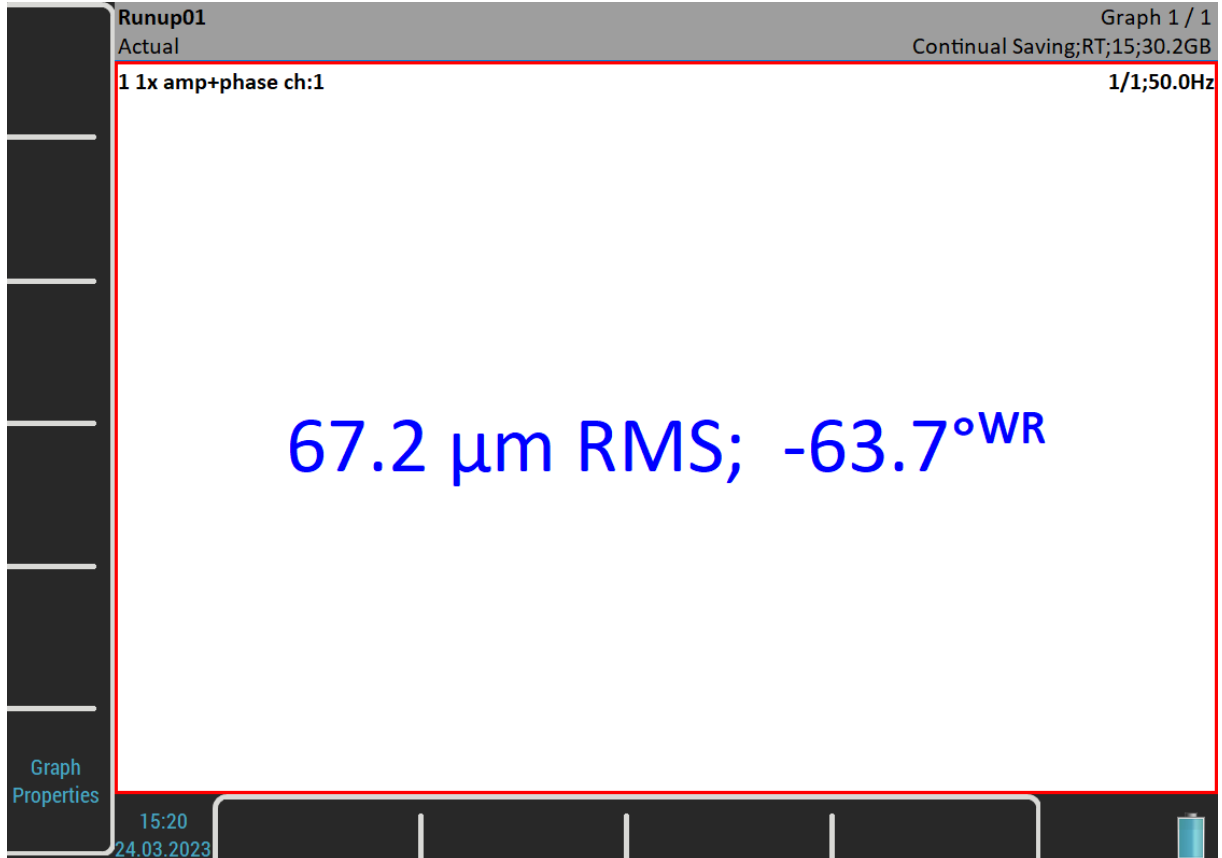 Runup01
Graph 1 / 1
Actual
Continual Saving;RT;15;30.2GB
1 1x amp+phase ch:1
1/1;50.0Hz
67.2 µm RMS; -63.7°WR
Graph
Properties
15:20
24.03.2023